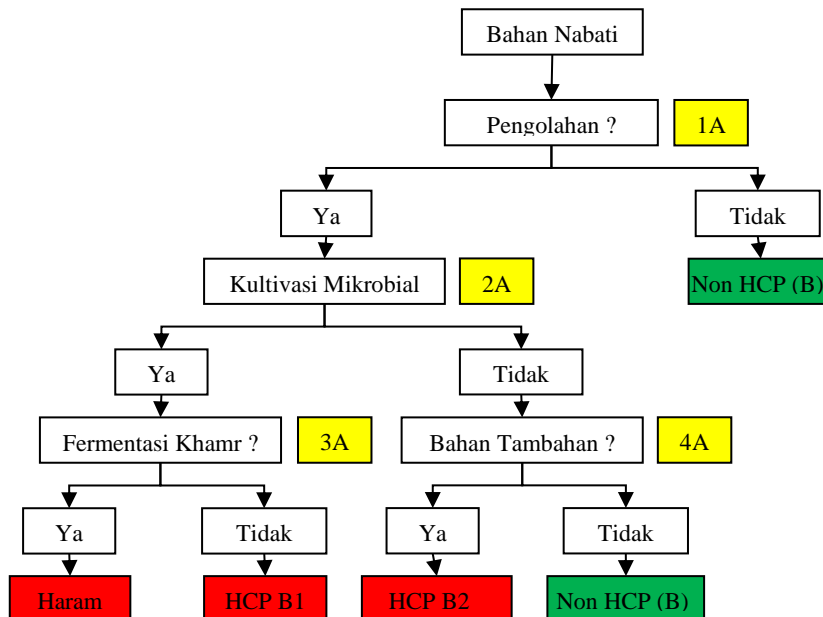 Bahan Nabati
Pengolahan ?
1A
Ya
Tidak
Kultivasi Mikrobial
2A
Non HCP (B)
Ya
Tidak
Fermentasi Khamr ?
3A
Bahan Tambahan ?
4A
Ya
Tidak
Ya
Tidak
Haram
HCP B1
HCP B2
Non HCP (B)